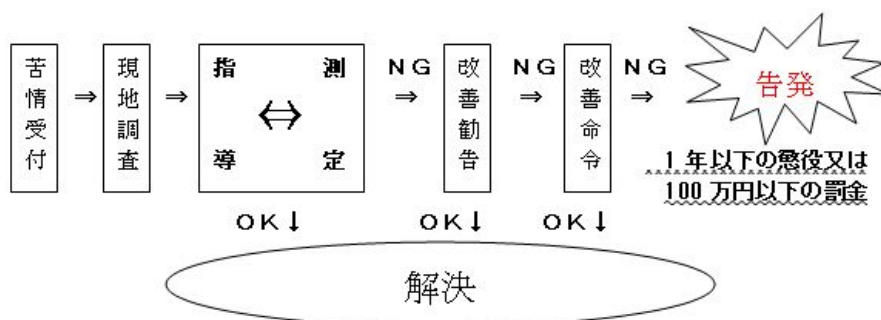 苦情受付
⇒
現地調査
⇒
指導
⇔
測定
NG
⇒
改善勧告
NG
⇒
改善命令
NG
⇒
告発
1年以下の懲役又は
100万円以下の罰金
OK↓
OK↓
OK↓
解決